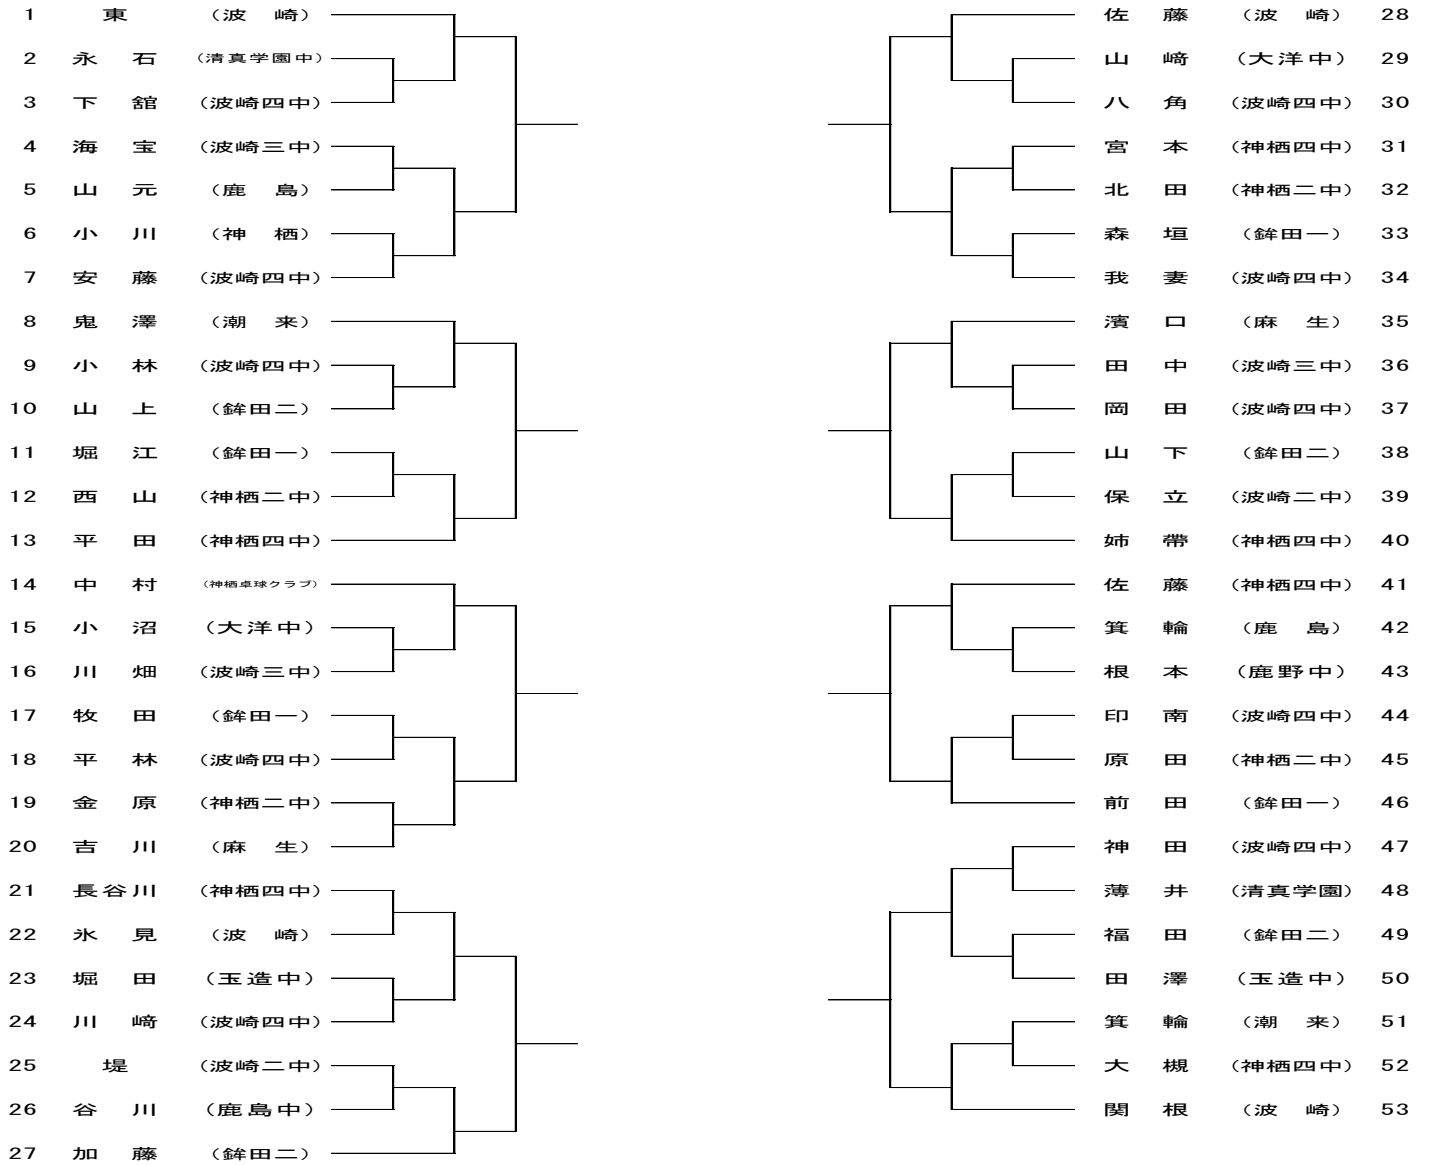 1 東 (波 崎)
2 永 石 (清真学園中)
3 下 舘 (波崎四中)
4 海 宝 (波崎三中)
5 山 元 (鹿 島)
6 小 川 (神 栖)
7 安 藤 (波崎四中)
8 鬼 澤 (潮 来)
9 小 林 (波崎四中)
10 山 上 (鉾田二)
11 堀 江 (鉾田一)
12 西 山 (神栖二中)
13 平 田 (神栖四中)
14 中 村 (神栖卓球クラブ)
15 小 沼 (大洋中)
16 川 畑 (波崎三中)
17 牧 田 (鉾田一)
18 平 林 (波崎四中)
19 金 原 (神栖二中)
20 吉 川 (麻 生)
21 長谷川 (神栖四中)
22 氷 見 (波 崎)
23 堀 田 (玉造中)
24 川 﨑 (波崎四中)
25 堤 (波崎二中)
26 谷 川 (鹿島中)
27 加 藤 (鉾田二)
佐 藤 (波 崎) 28
山 﨑 (大洋中) 29
八 角 (波崎四中) 30
宮 本 (神栖四中) 31
北 田 (神栖二中) 32
森 垣 (鉾田一) 33
我 妻 (波崎四中) 34
濱 口 (麻 生) 35
田 中 (波崎三中) 36
岡 田 (波崎四中) 37
山 下 (鉾田二) 38
保 立 (波崎二中) 39
姉 帶 (神栖四中) 40
佐 藤 (神栖四中) 41
箕 輪 (鹿 島) 42
根 本 (鹿野中) 43
印 南 (波崎四中) 44
原 田 (神栖二中) 45
前 田 (鉾田一) 46
神 田 (波崎四中) 47
薄 井 (清真学園) 48
福 田 (鉾田二) 49
田 澤 (玉造中) 50
箕 輪 (潮 来) 51
大 槻 (神栖四中) 52
関 根 (波 崎) 53